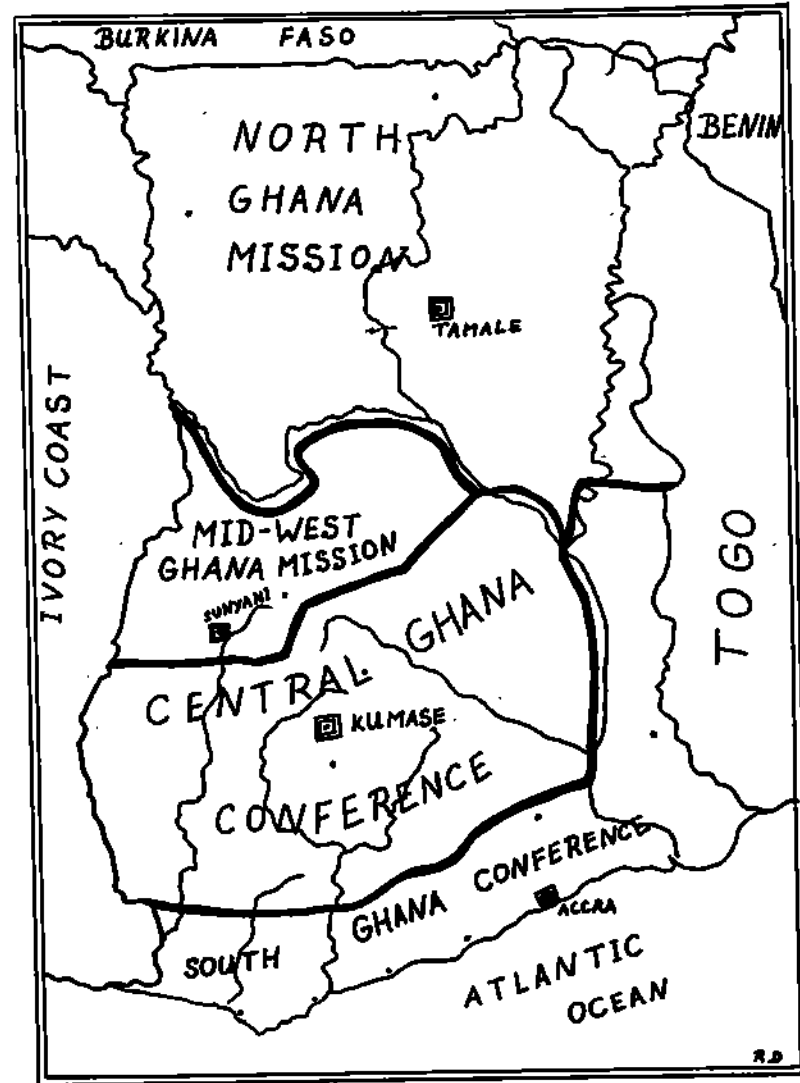 BURKINA FASO
BENIN
NORTH
GHANA
MISSION
TAMALE
IVORY COAST
MID-WEST
GHANA MISSION
SUNYANI
TOGO
CENTRAL GHANA
KUMASE
CONFERENCE
SOUTH GHANA CONFERENCE
ACCRA
ATLANTIC
OCEAN
R.D